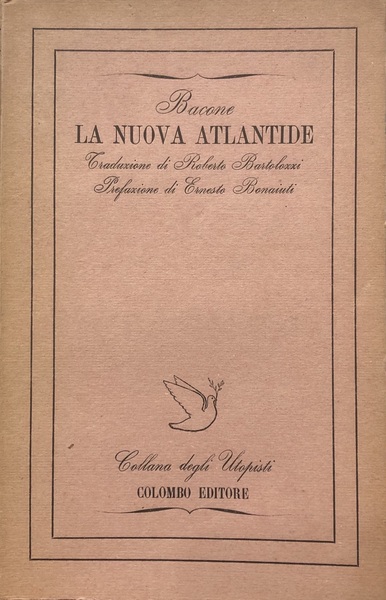 Bacone
LA NUOVA ATLANTIDE
Traduzione di Roberto Bartolozzi
Prefazione di Ernesto Bonaiuti
Collana degli Utopisti
COLOMBO EDITORE